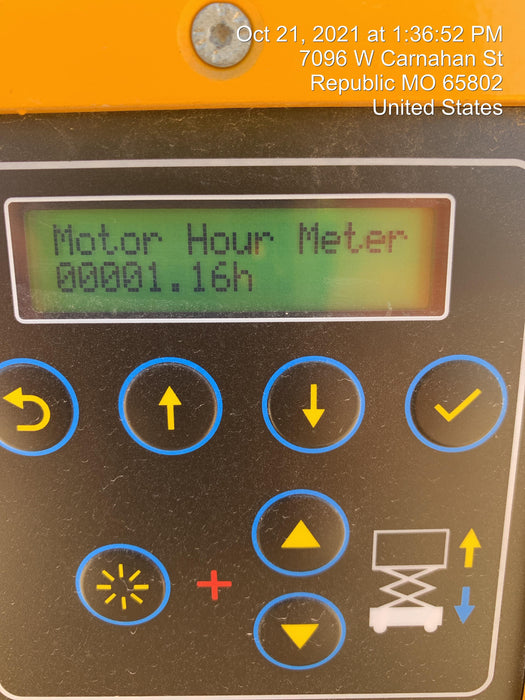 Oct 21, 2021 at 1:36:52 PM
7096 W Carnahan St
Republic MO 65802
United States
Motor Hour Meter
00001.16h